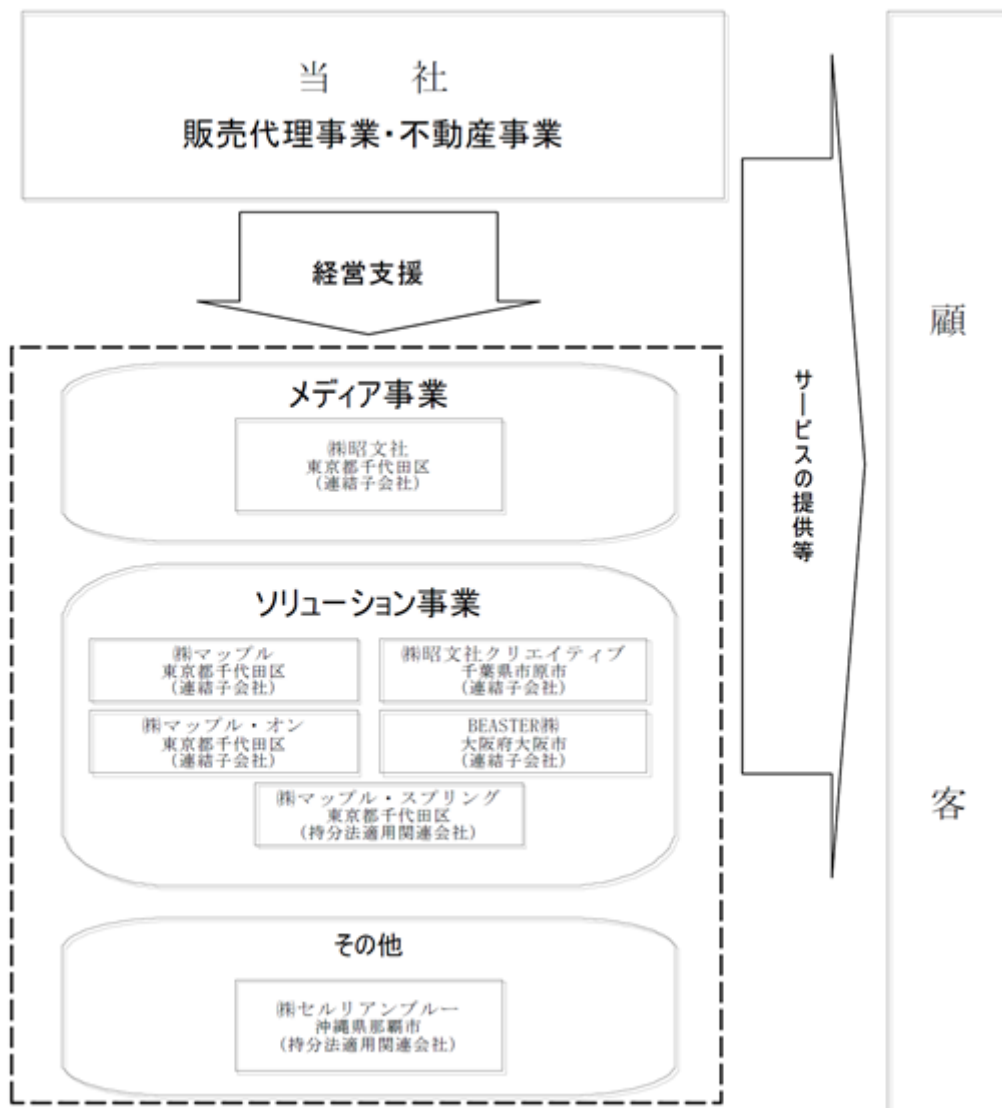 当 社
販売代理事業・不動産事業
経営支援
メディア事業
㈱昭文社
東京都千代田区
(連結子会社)
ソリューション事業
㈱マップル
東京都千代田区
(連結子会社)
㈱昭文社クリエイティブ
千葉県市原市
(連結子会社)
㈱マップル・オン
東京都千代田区
(連結子会社)
BEASTER㈱
大阪府大阪市
(連結子会社)
㈱マップル・スプリング
東京都千代田区
(持分法適用関連会社)
その他
㈱セルリアンブルー
沖縄県那覇市
(持分法適用関連会社)
サービスの提供等
顧客